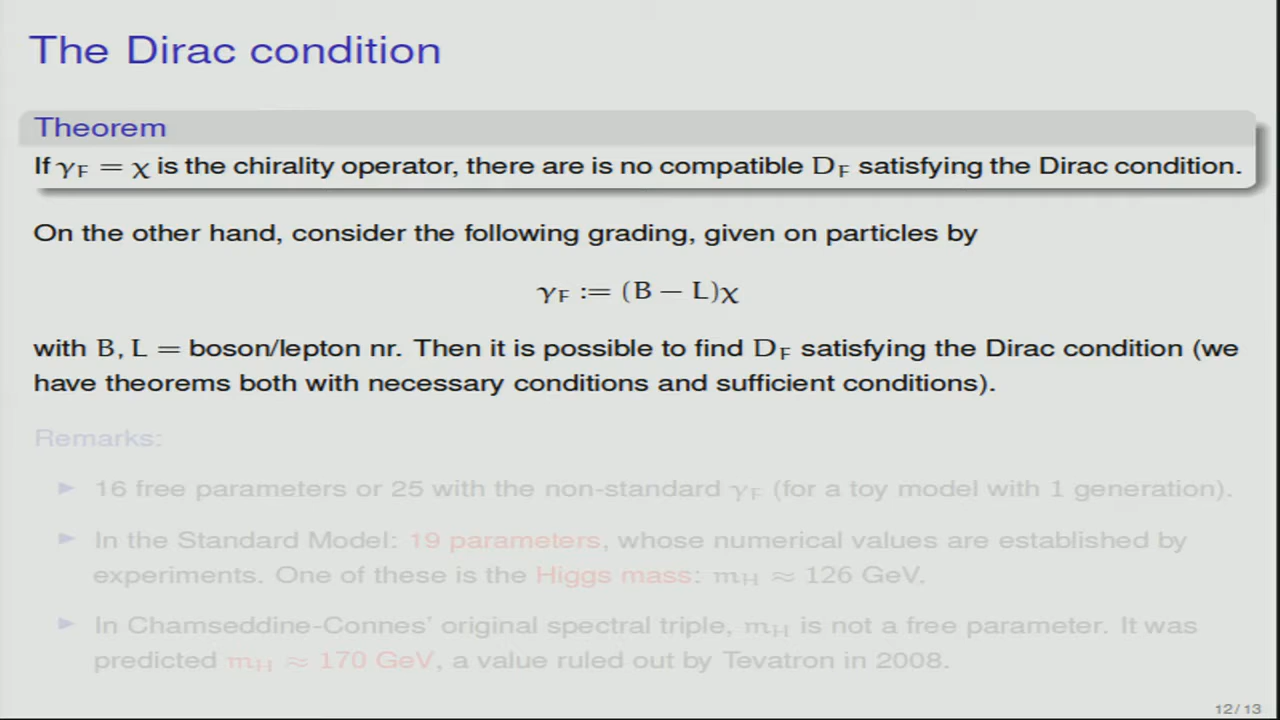 The Dirac condition
Theorem
If γF = χ is the chirality operator, there are is no compatible DF satisfying the Dirac condition.
On the other hand, consider the following grading, given on particles by
γF := (B − L)χ
with B, L = boson/lepton nr. Then it is possible to find DF satisfying the Dirac condition (we
have theorems both with necessary conditions and sufficient conditions).
Remarks:
► 16 free parameters or 25 with the non-standard γF (for a toy model with 1 generation).
► In the Standard Model: 19 parameters, whose numerical values are established by
experiments. One of these is the Higgs mass: mH ≈ 126 GeV.
► In Chamseddine-Connes' original spectral triple, mH is not a free parameter. It was
predicted mH ≈ 170 GeV, a value ruled out by Tevatron in 2008.
12/13